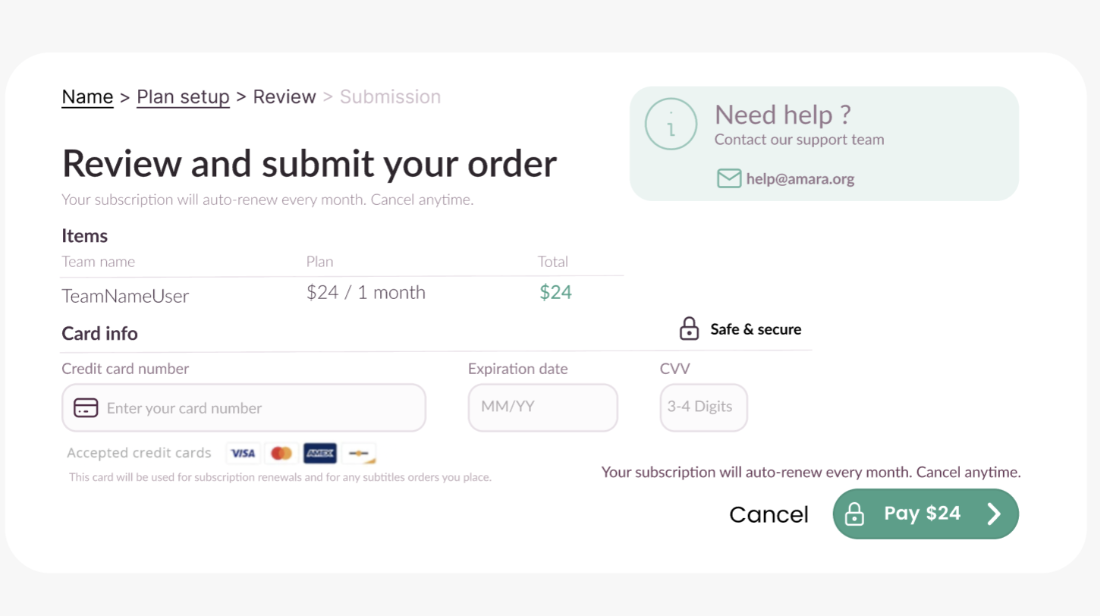 Name > Plan setup > Review > Submission
Need help ?
Contact our support team
help@amara.org
Review and submit your order
Your subscription will auto-renew every month. Cancel anytime.
Items
Team name Plan Total
TeamNameUser $24 / 1 month $24
Card info
Safe & secure
Credit card number Expiration date CVV
Enter your card number MM/YY 3-4 Digits
Accepted credit cards VISA AMEX
This card will be used for subscription renewals and for any subtitles orders you place.
Your subscription will auto-renew every month. Cancel anytime.
Cancel Pay $24